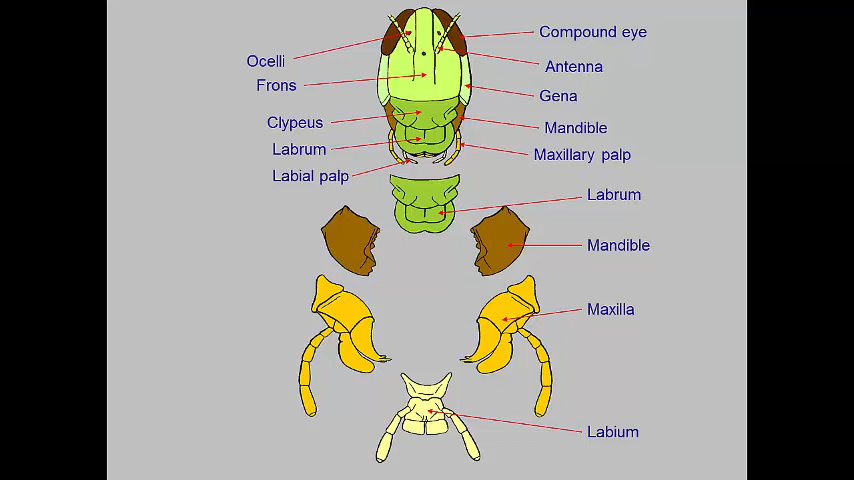 Compound eye
Ocelli
Antenna
Frons
Gena
Clypeus
Mandible
Labrum
Maxillary palp
Labial palp
Labrum
Mandible
Maxilla
Labium